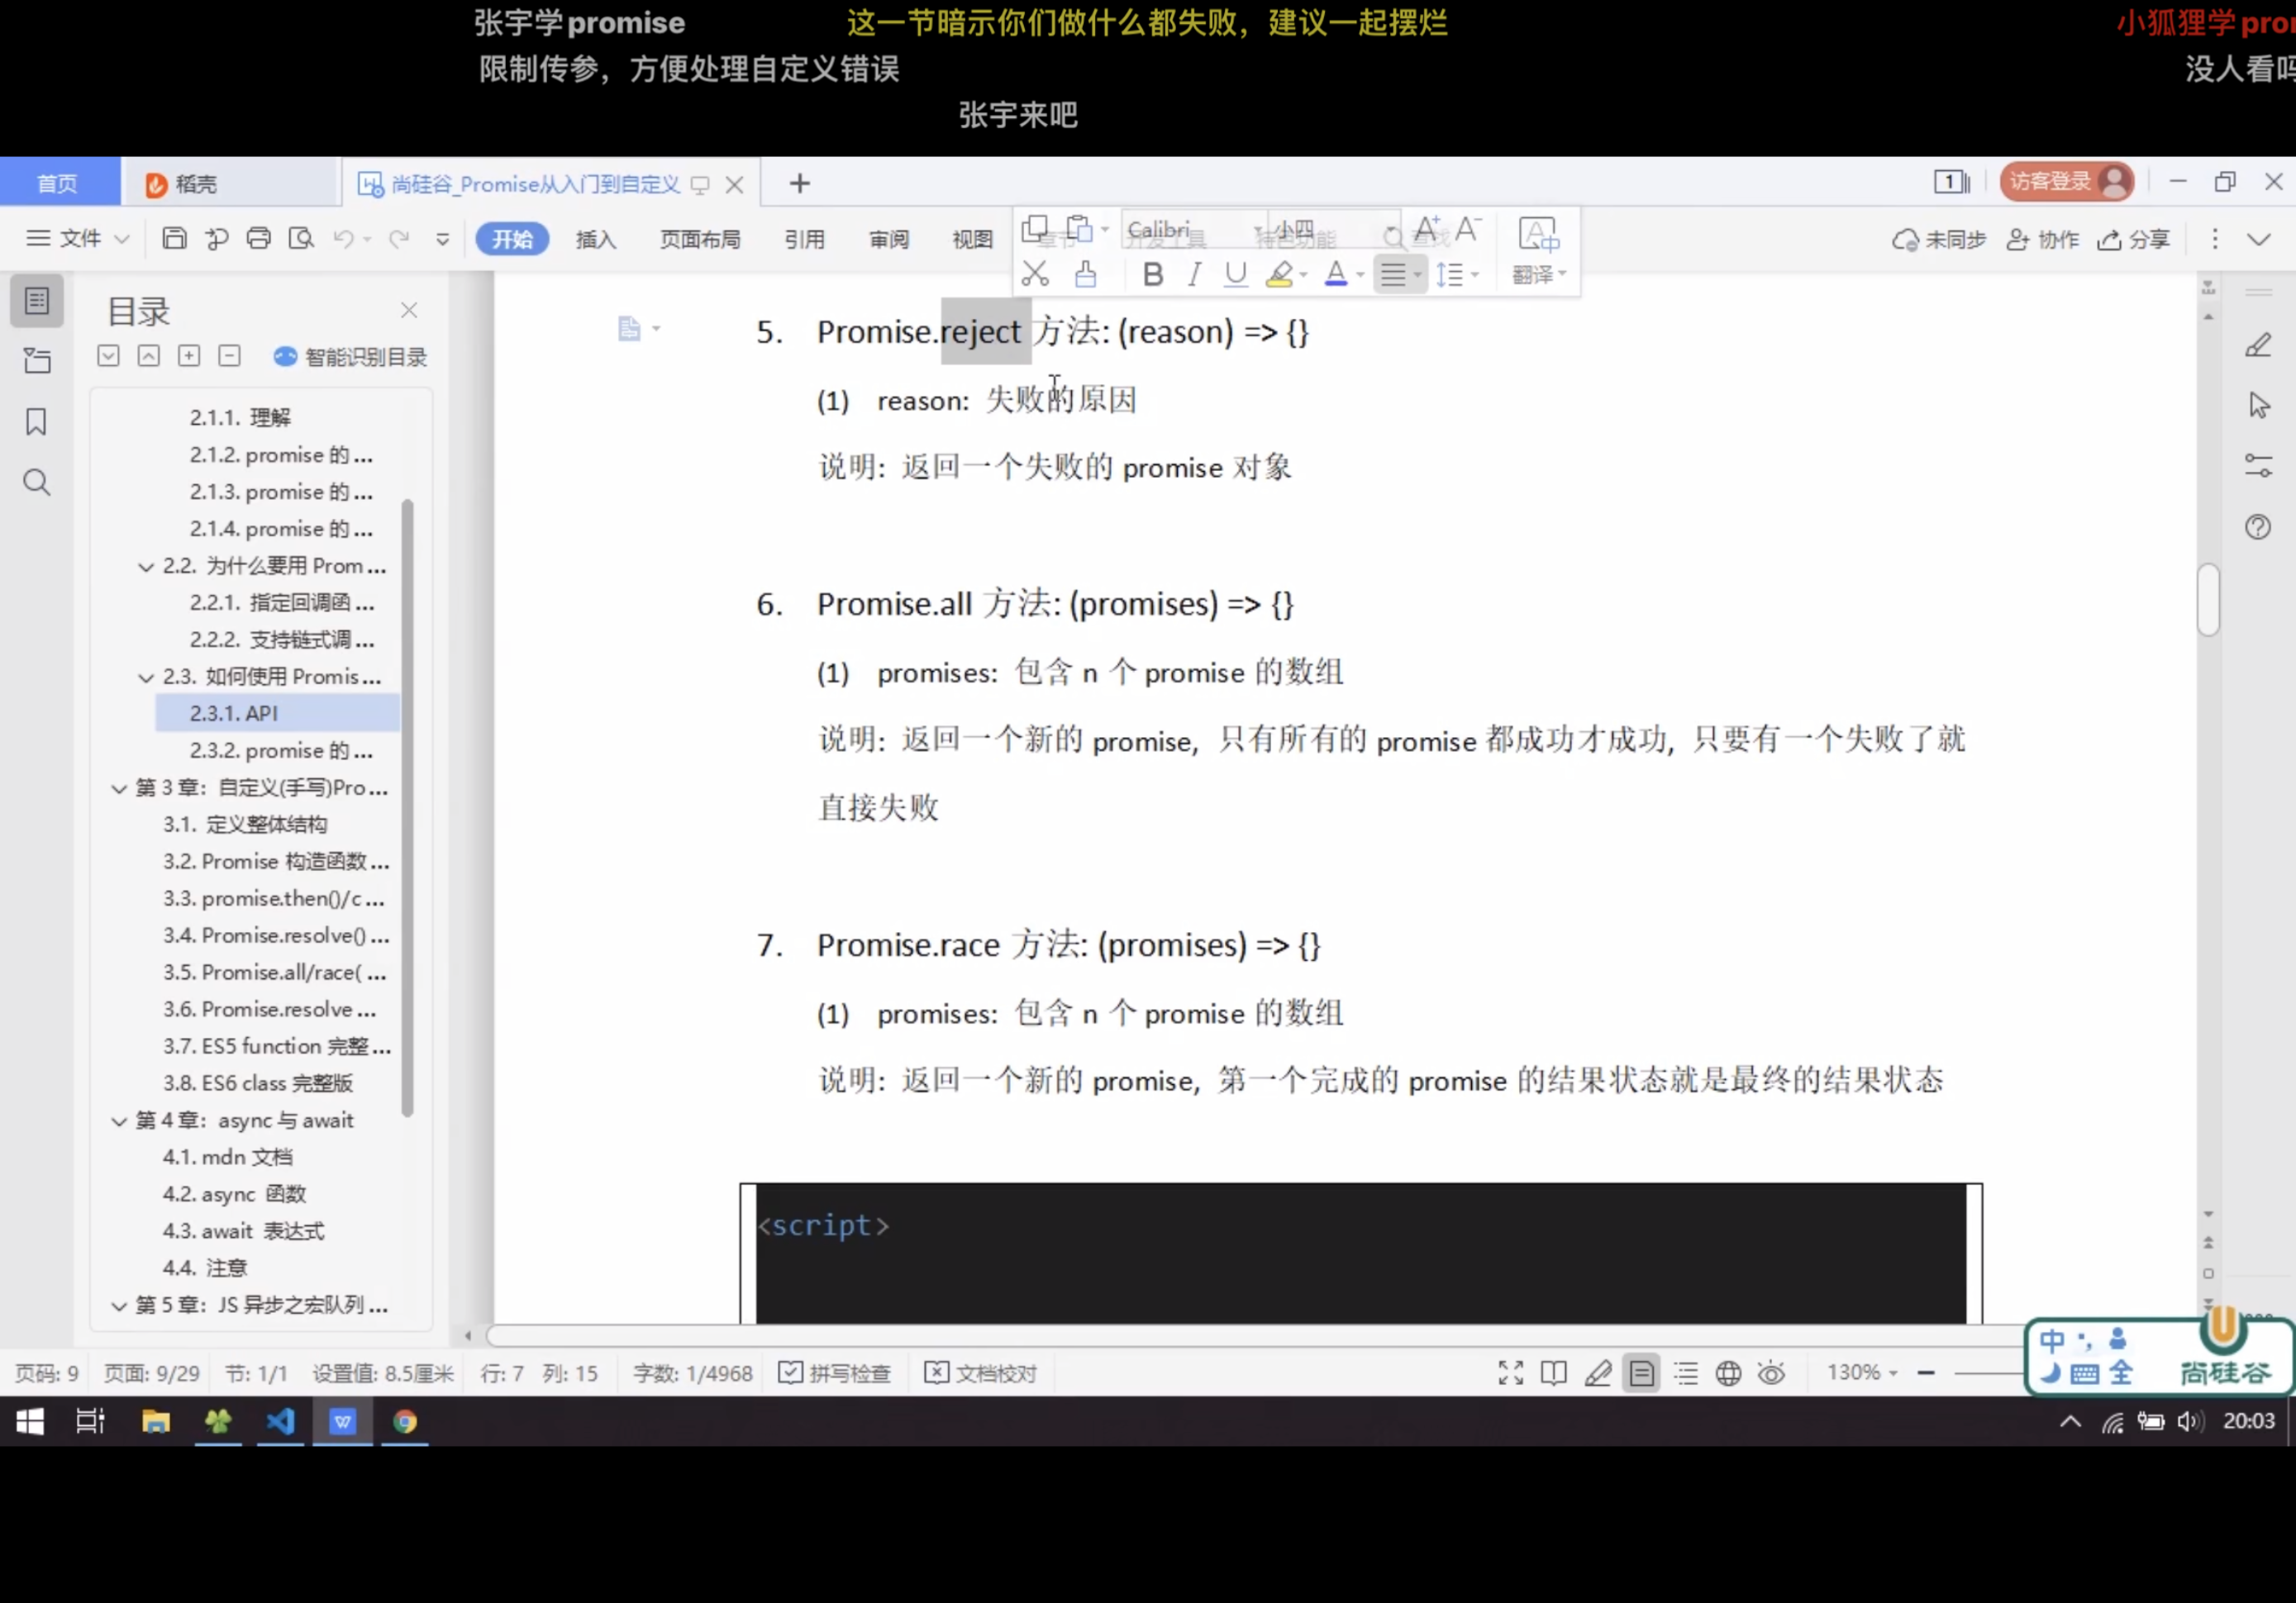 张宇学promise
这一节暗示你们做什么都失败，建议一起摆烂
小狐狸学
限制传参，方便处理自定义错误
没人看
张宇来吧
首页
稻壳
尚硅谷_Promise从入门到自定义
1
访客登录
文件
开始
插入
页面布局
引用
审阅
视图
章节
开发工具
特色功能
查找
未同步
协作
分享
Calibri
小四
A+ A-
B I U A
翻译
目录
智能识别目录
2.1.1. 理解
2.1.2. promise 的 ...
2.1.3. promise 的 ...
2.1.4. promise 的 ...
2.2. 为什么要用 Prom ...
2.2.1. 指定回调函 ...
2.2.2. 支持链式调 ...
2.3. 如何使用 Promis...
2.3.1. API
2.3.2. promise 的 ...
第 3 章：自定义(手写)Pro ...
3.1. 定义整体结构
3.2. Promise 构造函数 ...
3.3. promise.then()/c ...
3.4. Promise.resolve() ...
3.5. Promise.all/race( ...
3.6. Promise.resolve ...
3.7. ES5 function 完整 ...
3.8. ES6 class 完整版
第 4 章：async 与 await
4.1. mdn 文档
4.2. async 函数
4.3. await 表达式
4.4. 注意
第 5 章：JS 异步之宏队列 ...
5. Promise.reject 方法: (reason) => {}
(1) reason: 失败的原因
说明: 返回一个失败的 promise 对象
6. Promise.all 方法: (promises) => {}
(1) promises: 包含 n 个 promise 的数组
说明: 返回一个新的 promise, 只有所有的 promise 都成功才成功, 只要有一个失败了就
直接失败
7. Promise.race 方法: (promises) => {}
(1) promises: 包含 n 个 promise 的数组
说明: 返回一个新的 promise, 第一个完成的 promise 的结果状态就是最终的结果状态
<script>
中
全
尚硅谷
页码: 9
页面: 9/29
节: 1/1
设置值: 8.5厘米
行: 7
列: 15
字数: 1/4968
拼写检查
文档校对
130%
20:03